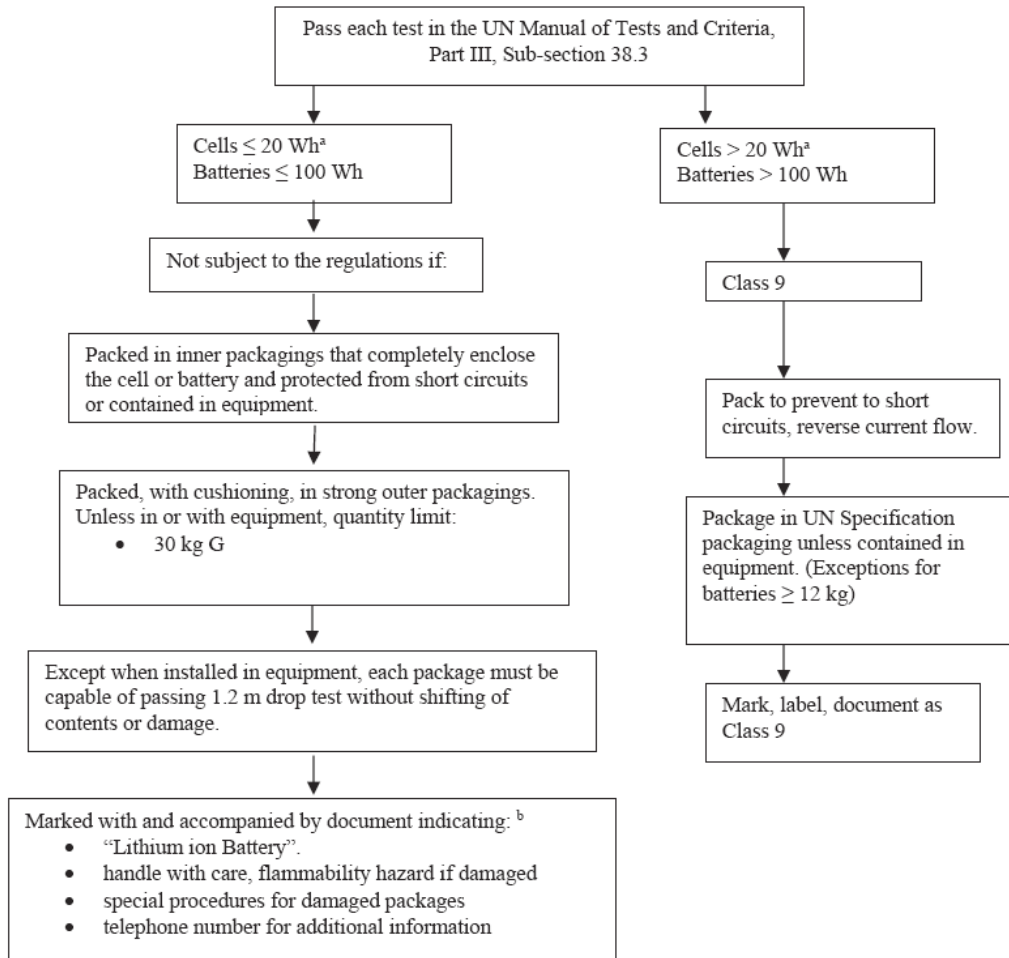 Pass each test in the UN Manual of Tests and Criteria,
Part III, Sub-section 38.3
Cells ≤ 20 Whᵃ
Batteries ≤ 100 Wh
Cells > 20 Whᵃ
Batteries > 100 Wh
Not subject to the regulations if:
Class 9
Packed in inner packagings that completely enclose
the cell or battery and protected from short circuits
or contained in equipment.
Pack to prevent to short
circuits, reverse current flow.
Packed, with cushioning, in strong outer packagings.
Unless in or with equipment, quantity limit:
• 30 kg G
Package in UN Specification
packaging unless contained in
equipment. (Exceptions for
batteries ≥ 12 kg)
Except when installed in equipment, each package must be
capable of passing 1.2 m drop test without shifting of
contents or damage.
Mark, label, document as
Class 9
Marked with and accompanied by document indicating: ᵇ
• “Lithium ion Battery”.
• handle with care, flammability hazard if damaged
• special procedures for damaged packages
• telephone number for additional information